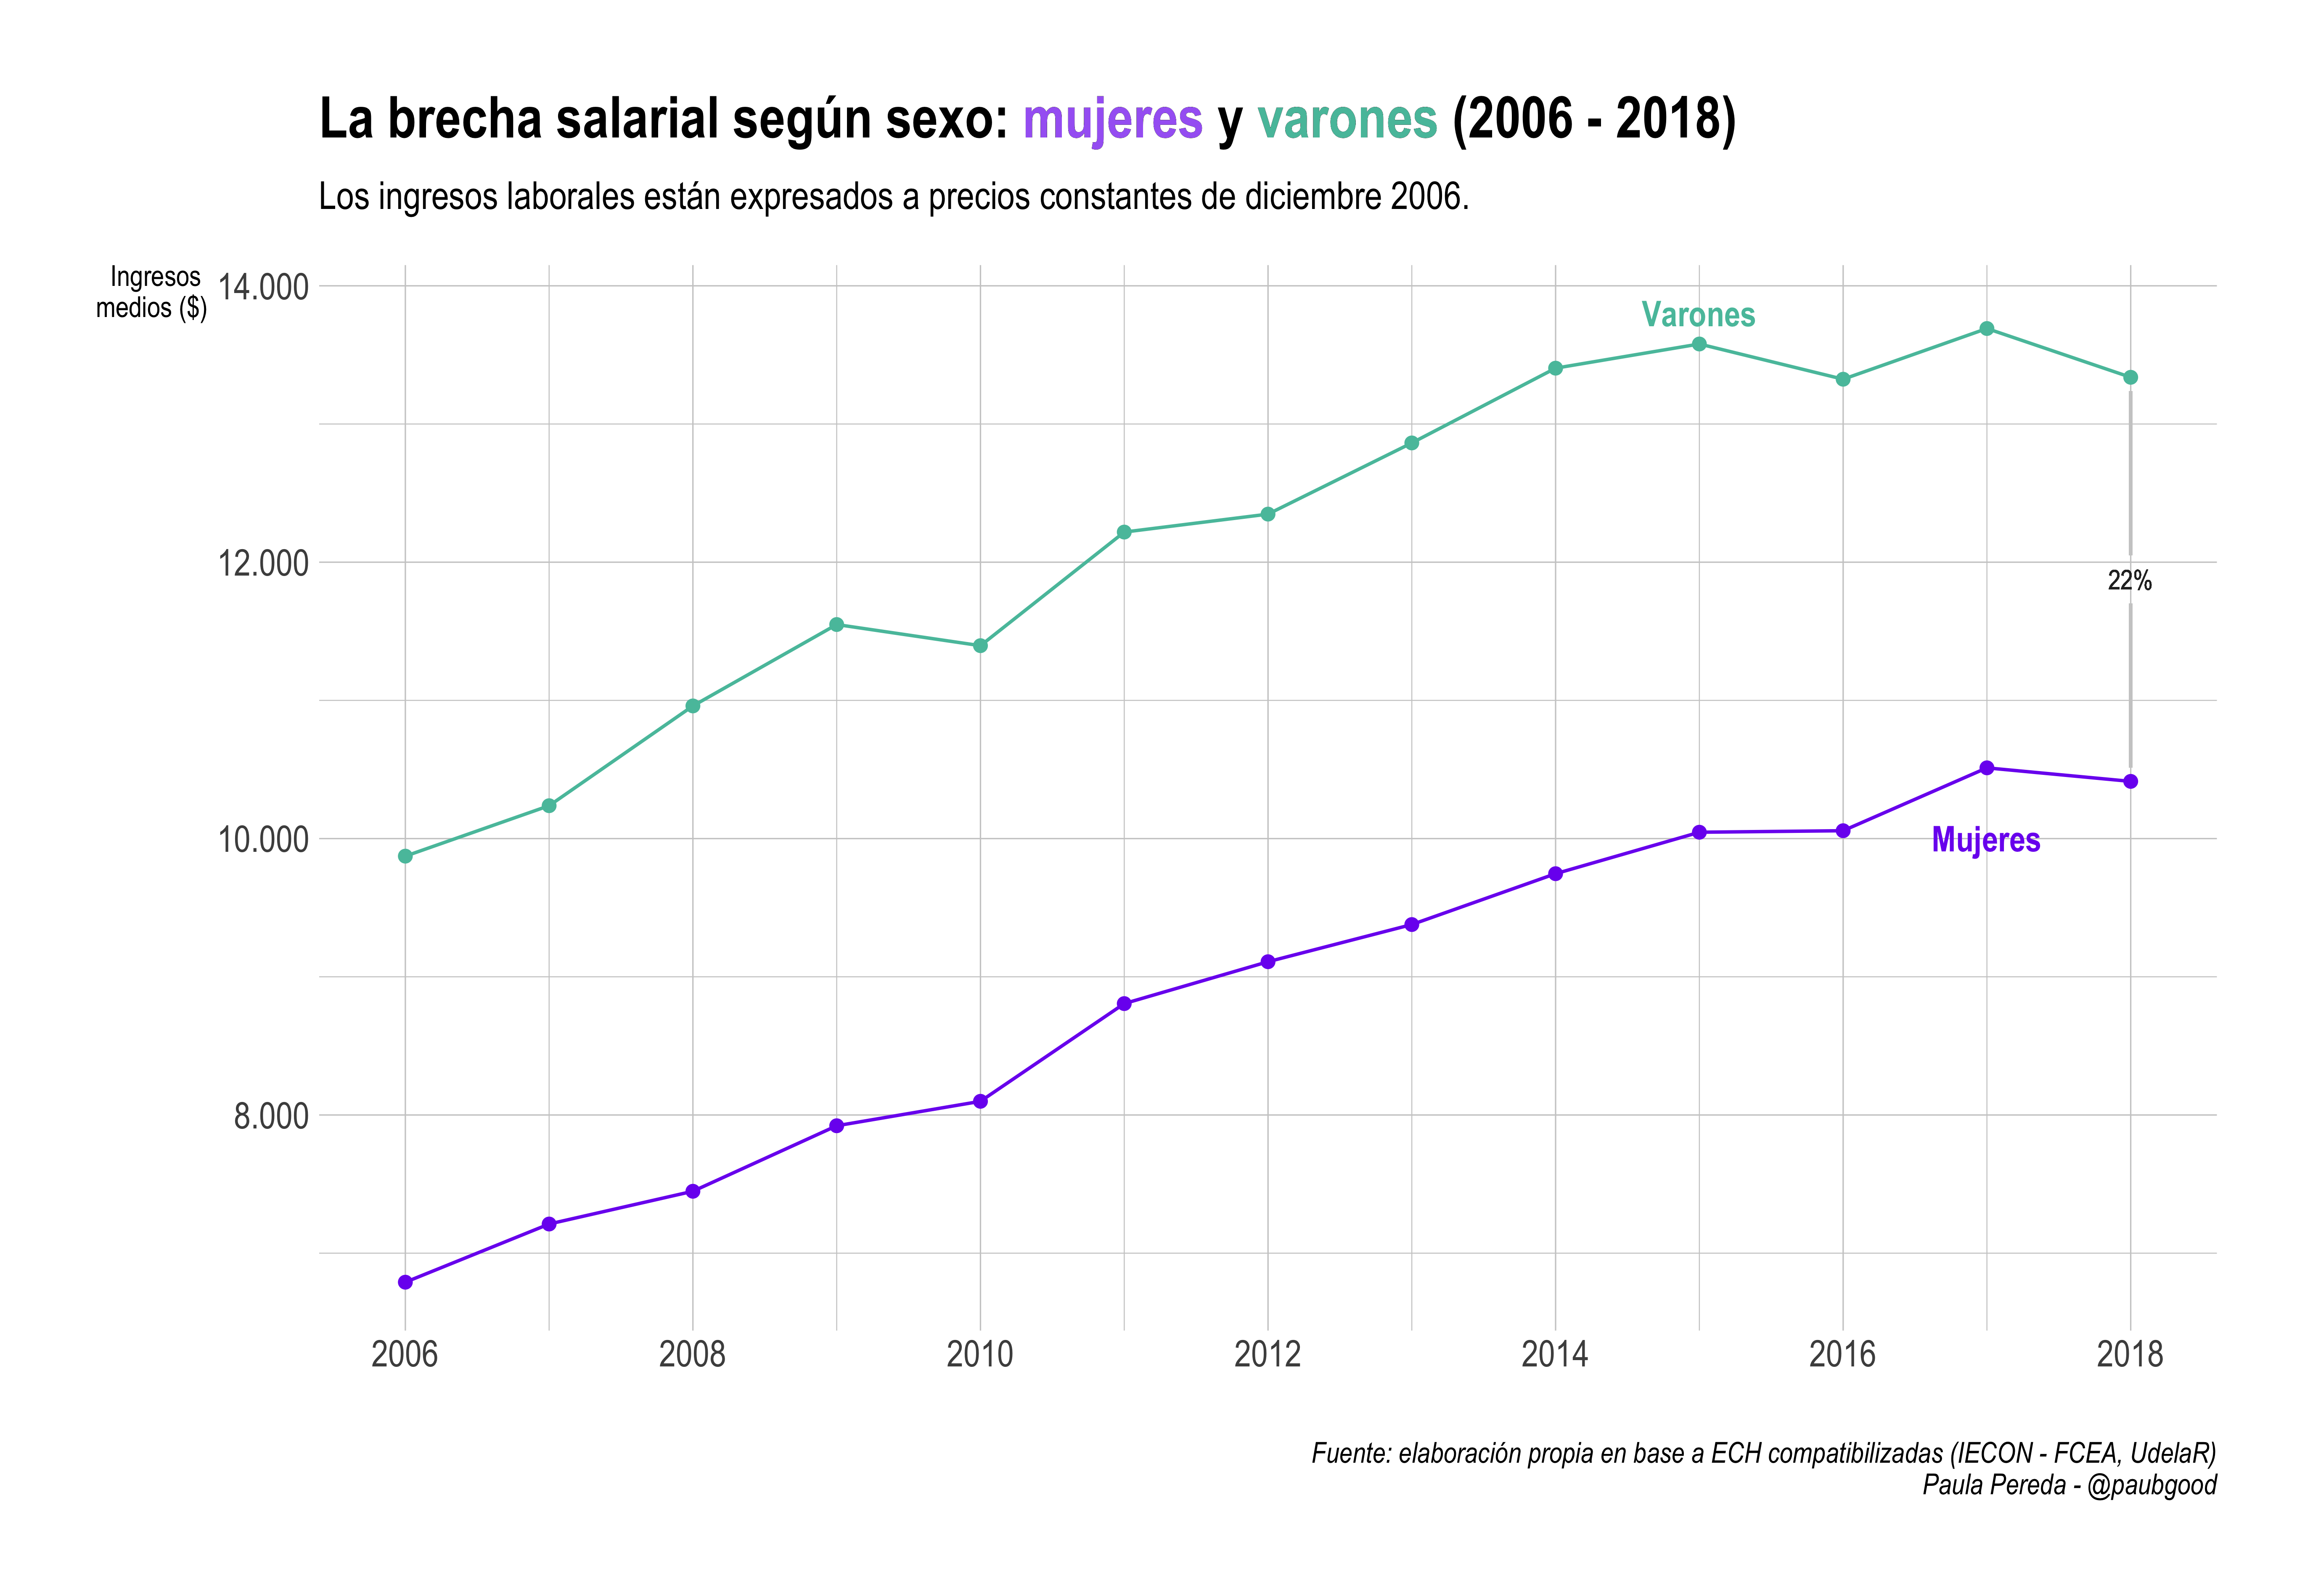 La brecha salarial según sexo: mujeres y varones (2006 - 2018)
Los ingresos laborales están expresados a precios constantes de diciembre 2006.
Ingresos
medios ($)
14.000
12.000
10.000
8.000
Varones
22%
Mujeres
2006 2008 2010 2012 2014 2016 2018
Fuente: elaboración propia en base a ECH compatibilizadas (IECON - FCEA, UdelaR)
Paula Pereda - @paubgood